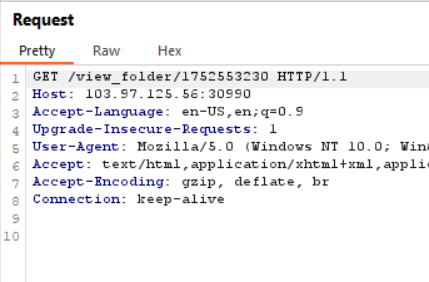 Request
Pretty Raw Hex
1 GET /view_folder/1752553230 HTTP/1.1
2 Host: 103.97.125.56:30990
3 Accept-Language: en-US,en;q=0.9
4 Upgrade-Insecure-Requests: 1
5 User-Agent: Mozilla/5.0 (Windows NT 10.0; Win
6 Accept: text/html,application/xhtml+xml,applic
7 Accept-Encoding: gzip, deflate, br
8 Connection: keep-alive
9
10